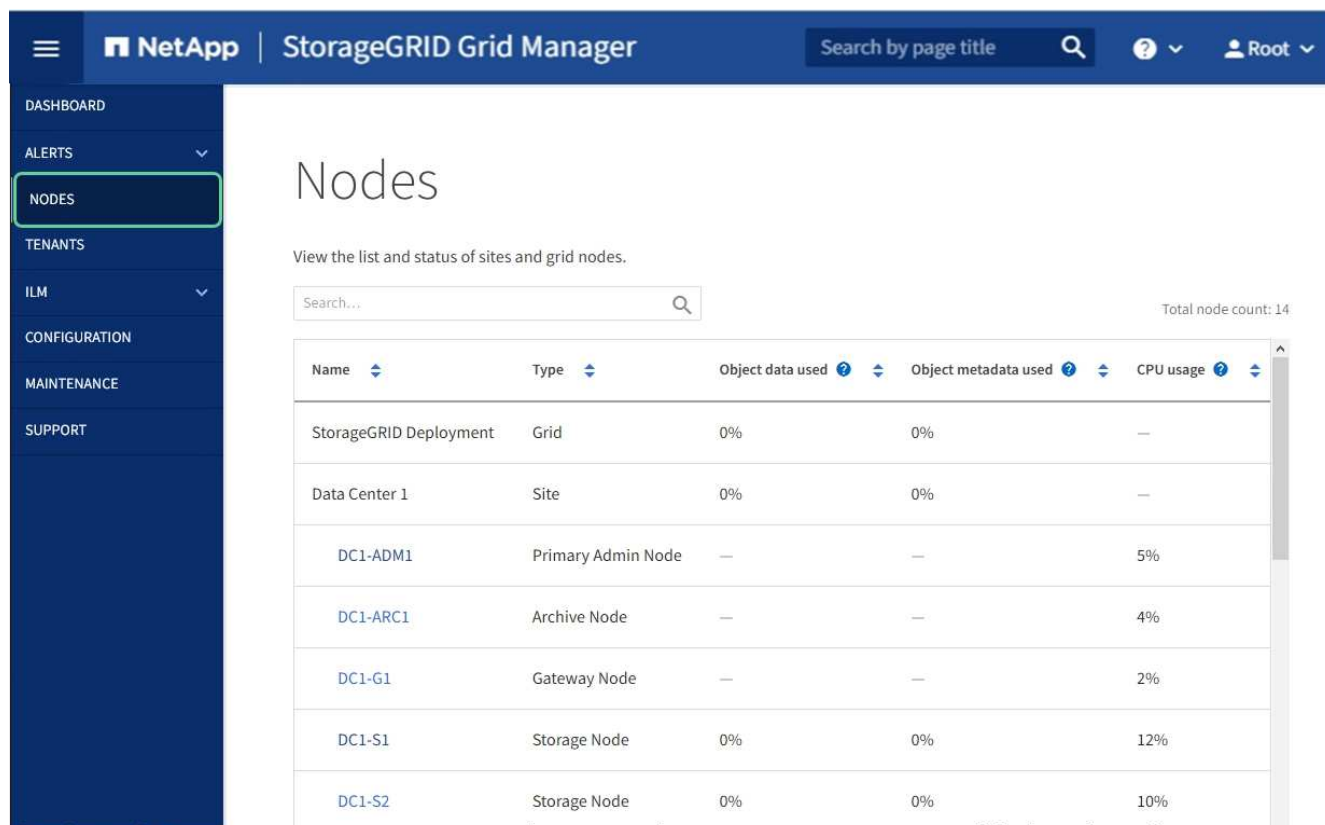 NetApp | StorageGRID Grid Manager Search by page title ? Root
DASHBOARD
ALERTS
NODES
TENANTS
ILM
CONFIGURATION
MAINTENANCE
SUPPORT
Nodes
View the list and status of sites and grid nodes.
Search...
Total node count: 14
Name Type Object data used ? Object metadata used ? CPU usage ?
StorageGRID Deployment Grid 0% 0% —
Data Center 1 Site 0% 0% —
DC1-ADM1 Primary Admin Node — — 5%
DC1-ARC1 Archive Node — — 4%
DC1-G1 Gateway Node — — 2%
DC1-S1 Storage Node 0% 0% 12%
DC1-S2 Storage Node 0% 0% 10%